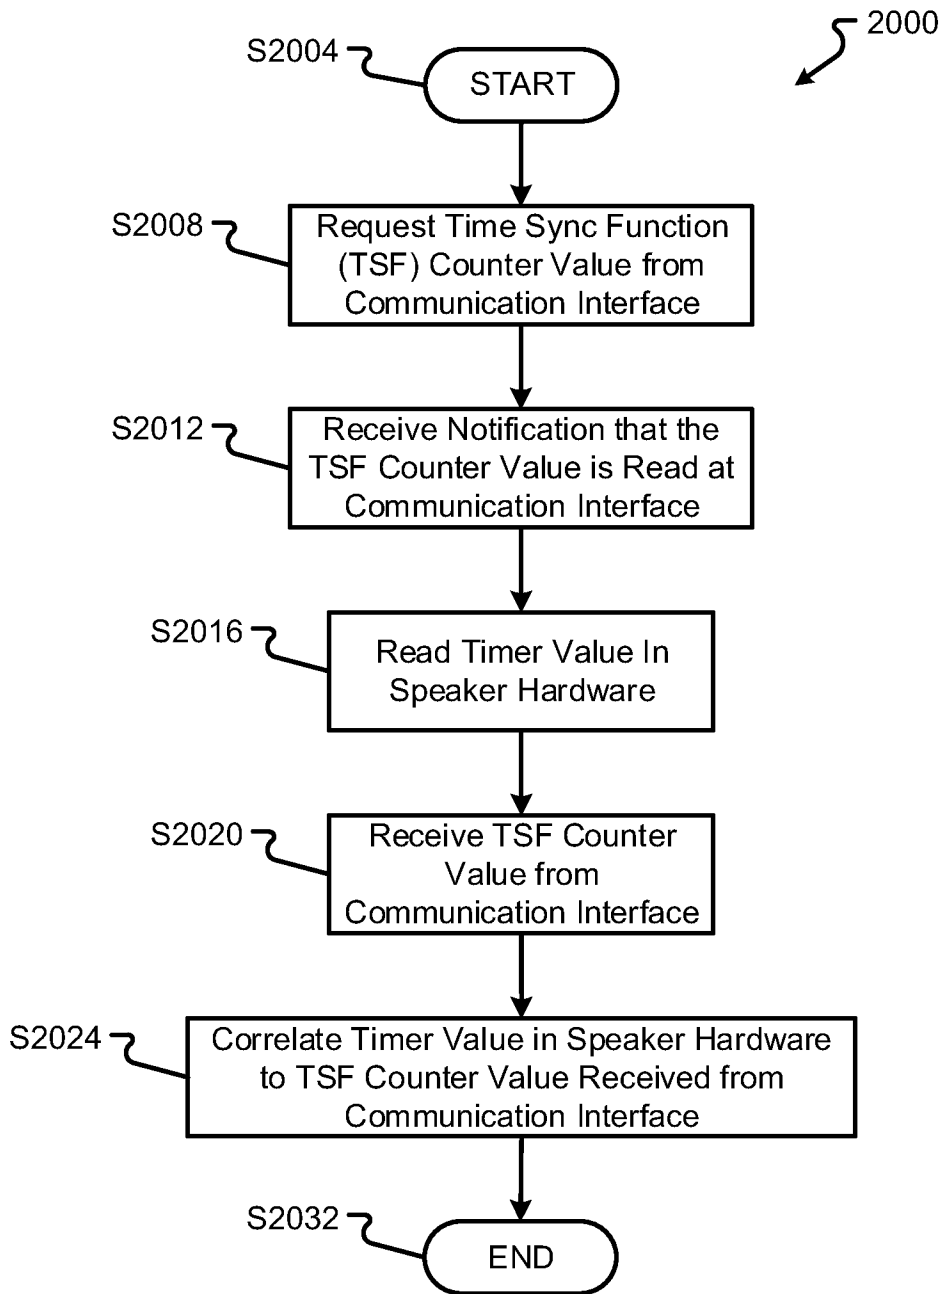 2000
S2004
START
S2008
Request Time Sync Function
(TSF) Counter Value from
Communication Interface
S2012
Receive Notification that the
TSF Counter Value is Read at
Communication Interface
S2016
Read Timer Value In
Speaker Hardware
S2020
Receive TSF Counter
Value from
Communication Interface
S2024
Correlate Timer Value in Speaker Hardware
to TSF Counter Value Received from
Communication Interface
S2032
END